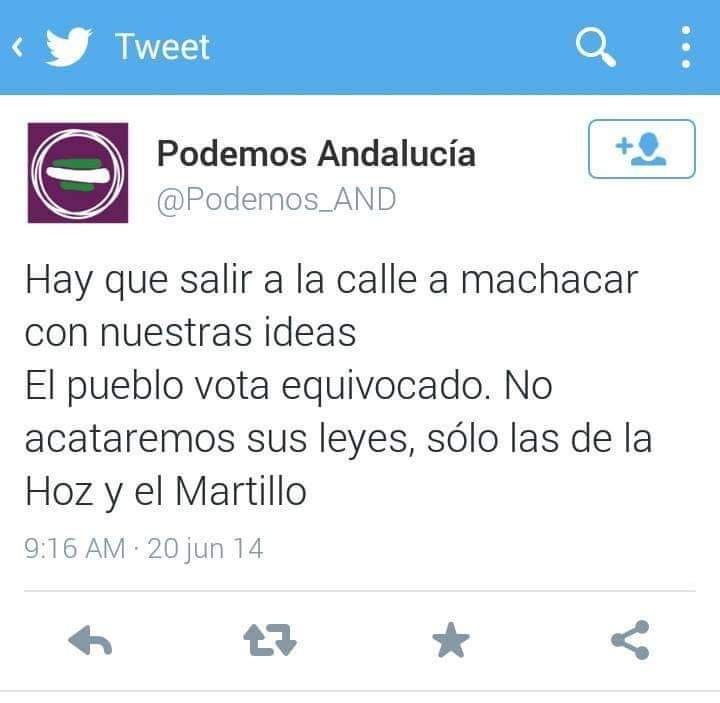 Tweet
Podemos Andalucía
@Podemos_AND
Hay que salir a la calle a machacar
con nuestras ideas
El pueblo vota equivocado. No
acataremos sus leyes, sólo las de la
Hoz y el Martillo
9:16 AM · 20 jun 14